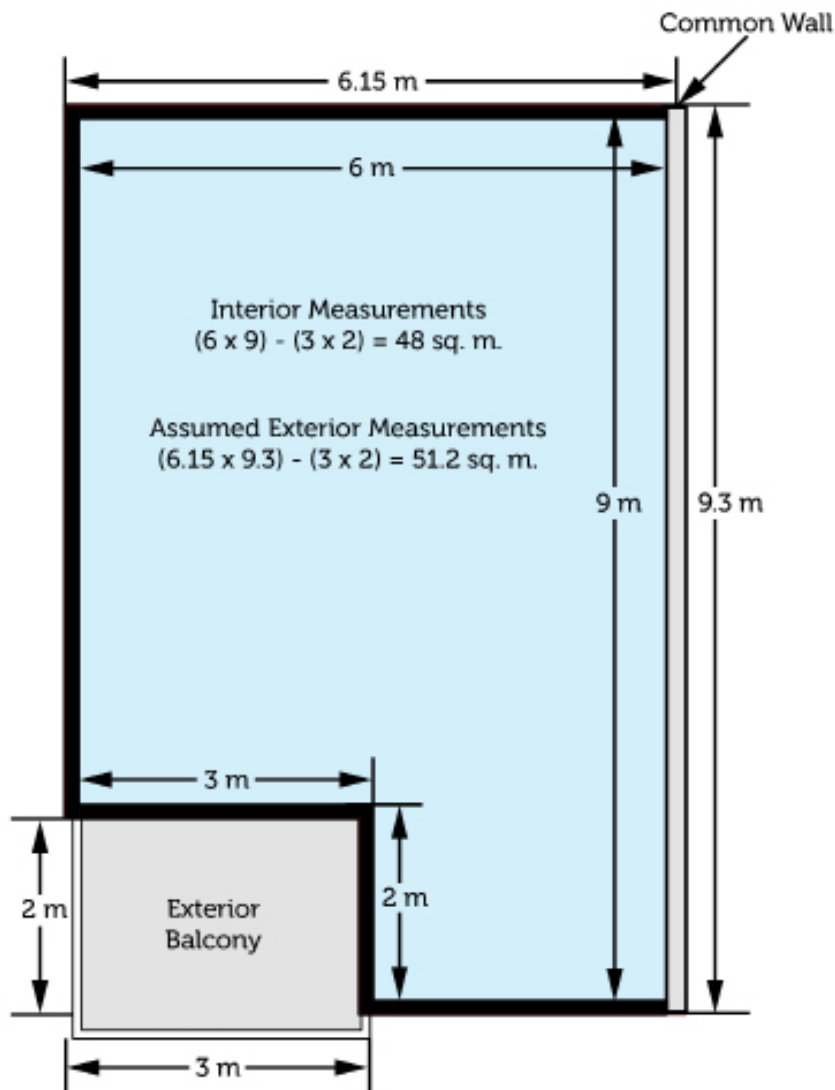 Common Wall
6.15 m
6 m
Interior Measurements
(6 x 9) - (3 x 2) = 48 sq. m.
Assumed Exterior Measurements
(6.15 x 9.3) - (3 x 2) = 51.2 sq. m.
9 m
9.3 m
3 m
2 m
2 m
Exterior
Balcony
3 m